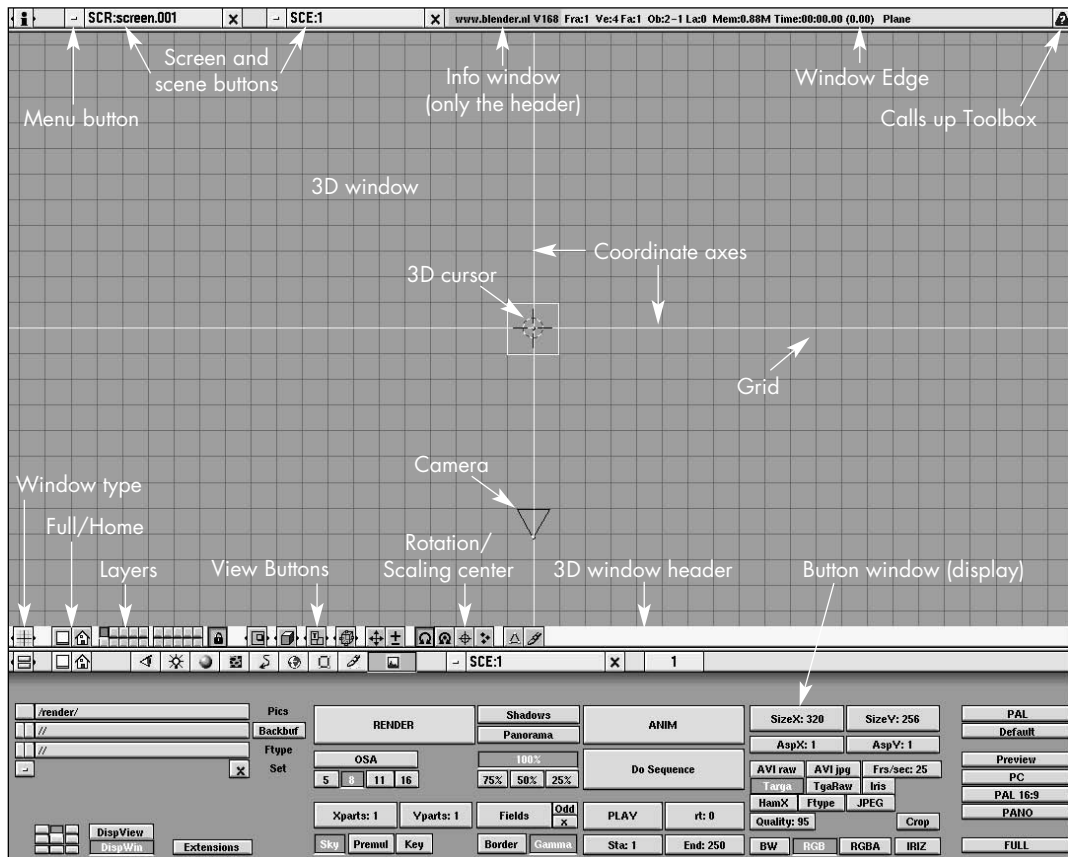 SCR:screen.001 X SCE:1 X www.blender.nl V168 Fra:1 Ve:4 Fa:1 Ob:2-1 La:0 Mem:0.88M Time:00:00.00 (0.00) Plane
Screen and
scene buttons
Menu button
Info window
(only the header)
Window Edge
Calls up Toolbox
3D window
Coordinate axes
3D cursor
Grid
Camera
Window type
Full/Home
Layers
View Buttons
Rotation/
Scaling center
3D window header
Button window (display)
SCE:1 X 1
/render/ Pics
// Backbuf
// Ftype
X Set
DispView
DispWin
Extensions
RENDER
OSA
5 8 11 16
Xparts: 1 Yparts: 1
Sky Premul Key
Shadows
Panorama
100%
75% 50% 25%
Fields Odd
X
Border Gamma
ANIM
Do Sequence
PLAY rt: 0
Sta: 1 End: 250
SizeX: 320 SizeY: 256
AspX: 1 AspY: 1
AVI raw AVI jpg Frs/sec: 25
Targa TgaRaw Iris
HamX Ftype JPEG
Quality: 95 Crop
BW RGB RGBA IRIZ
PAL
Default
Preview
PC
PAL 16:9
PANO
FULL